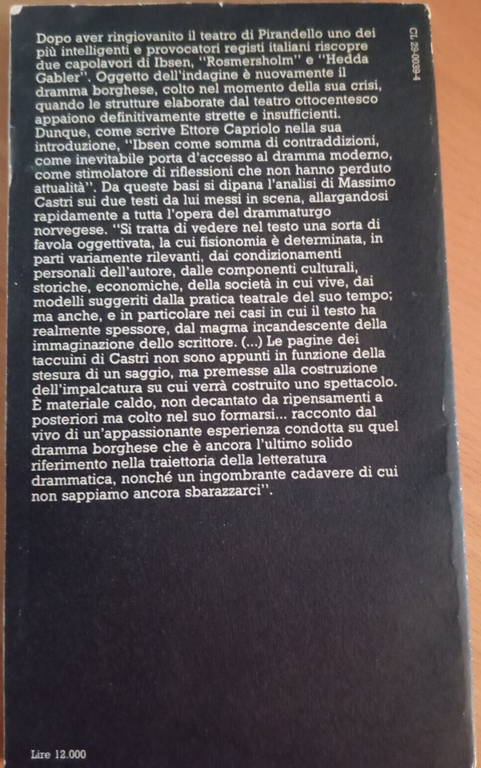 CL 29-0039-4
Dopo aver ringiovanito il teatro di Pirandello uno dei
più intelligenti e provocatori registi italiani riscopre
due capolavori di Ibsen, "Rosmersholm" e "Hedda
Gabler". Oggetto dell'indagine è nuovamente il
dramma borghese, colto nel momento della sua crisi,
quando le strutture elaborate dal teatro ottocentesco
appaiono definitivamente strette e insufficienti.
Dunque, come scrive Ettore Capriolo nella sua
introduzione, "Ibsen come somma di contraddizioni,
come inevitabile porta d'accesso al dramma moderno,
come stimolatore di riflessioni che non hanno perduto
attualità". Da queste basi si dipana l'analisi di Massimo
Castri sui due testi da lui messi in scena, allargandosi
rapidamente a tutta l'opera del drammaturgo
norvegese. "Si tratta di vedere nel testo una sorta di
favola oggettivata, la cui fisionomia è determinata, in
parti variamente rilevanti, dai condizionamenti
personali dell'autore, dalle componenti culturali,
storiche, economiche, della società in cui vive, dai
modelli suggeriti dalla pratica teatrale del suo tempo;
ma anche, e in particolare nei casi in cui il testo ha
realmente spessore, dal magma incandescente della
immaginazione dello scrittore. (...) Le pagine dei
taccuini di Castri non sono appunti in funzione della
stesura di un saggio, ma premesse alla costruzione
dell'impalcatura su cui verrà costruito uno spettacolo.
È materiale caldo, non decantato da ripensamenti a
posteriori ma colto nel suo formarsi... racconto dal
vivo di un'appassionante esperienza condotta su quel
dramma borghese che è ancora l'ultimo solido
riferimento nella traiettoria della letteratura
drammatica, nonché un ingombrante cadavere di cui
non sappiamo ancora sbarazzarci".
Lire 12.000